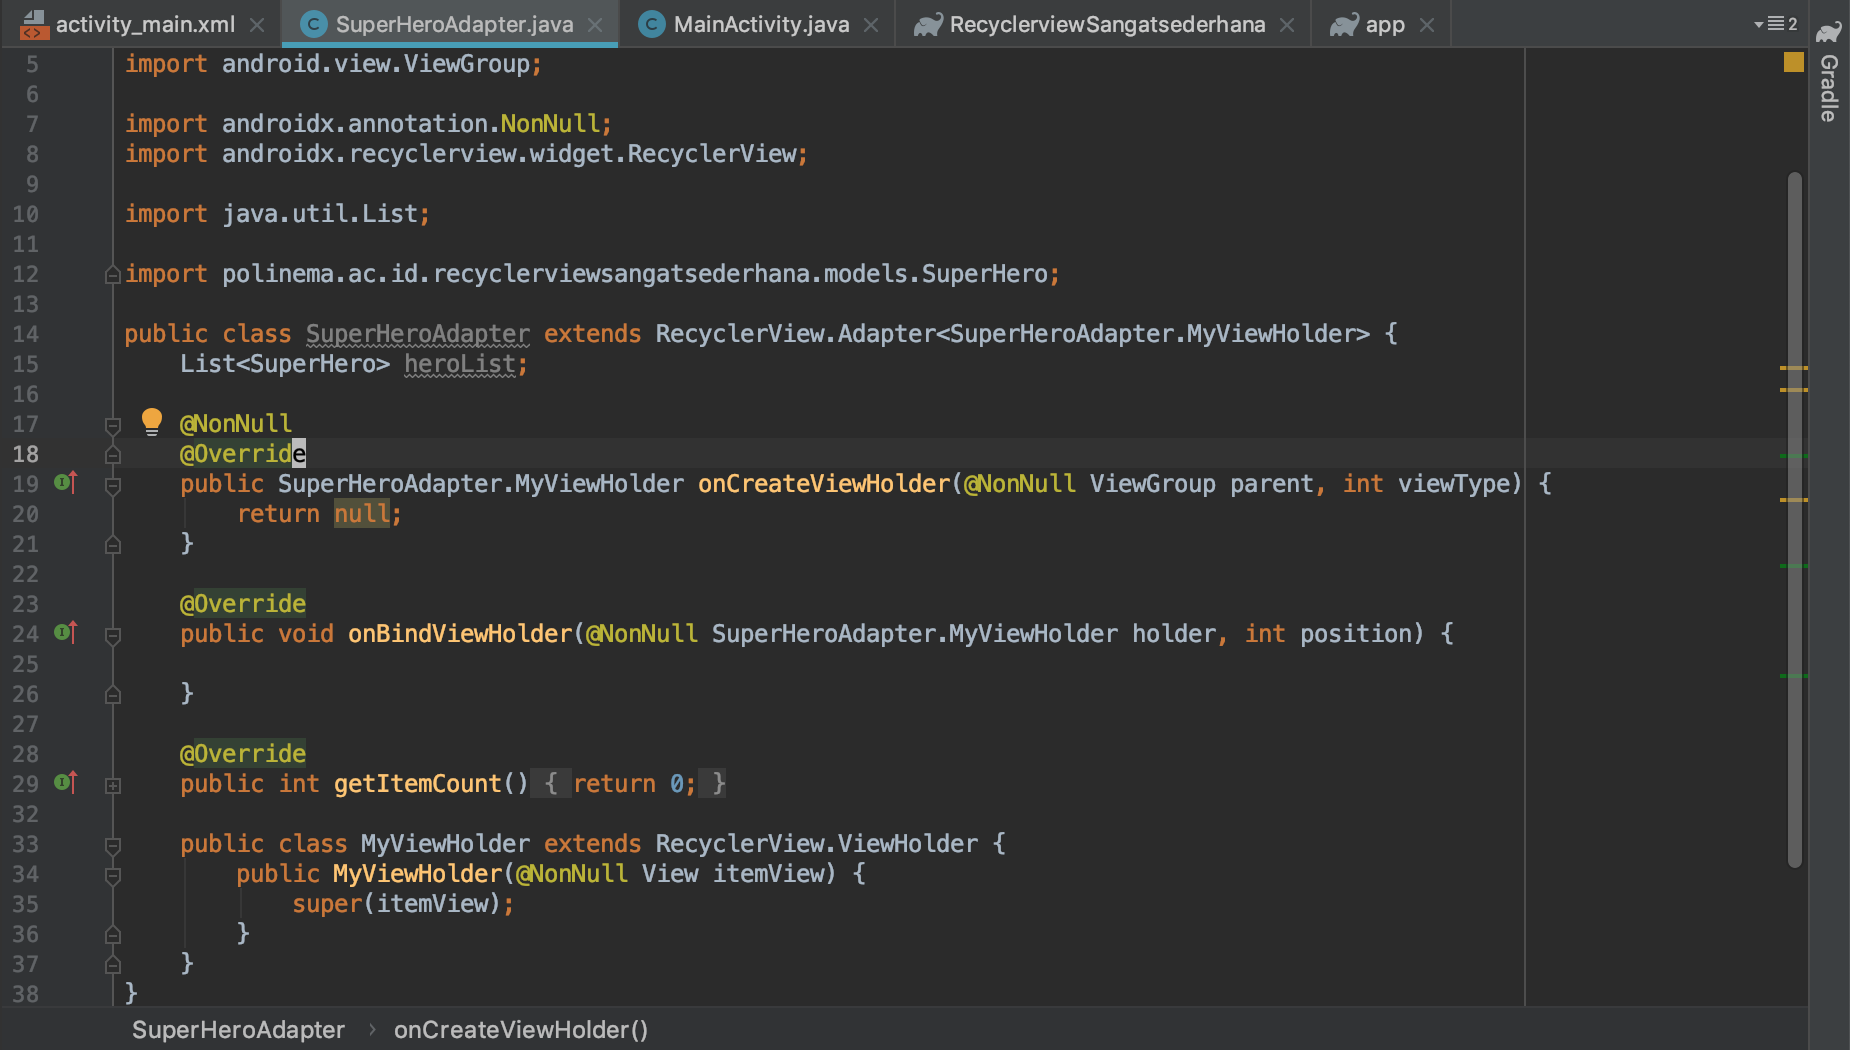 activity_main.xml SuperHeroAdapter.java MainActivity.java RecyclerviewSangatsederhana app 2
Gradle
5 import android.view.ViewGroup;
6
7 import androidx.annotation.NonNull;
8 import androidx.recyclerview.widget.RecyclerView;
9
10 import java.util.List;
11
12 import polinema.ac.id.recyclerviewsangatsederhana.models.SuperHero;
13
14 public class SuperHeroAdapter extends RecyclerView.Adapter<SuperHeroAdapter.MyViewHolder> {
15 List<SuperHero> heroList;
16
17 @NonNull
18 @Override
19 public SuperHeroAdapter.MyViewHolder onCreateViewHolder(@NonNull ViewGroup parent, int viewType) {
20 return null;
21 }
22
23 @Override
24 public void onBindViewHolder(@NonNull SuperHeroAdapter.MyViewHolder holder, int position) {
25
26 }
27
28 @Override
29 public int getItemCount() { return 0; }
32
33 public class MyViewHolder extends RecyclerView.ViewHolder {
34 public MyViewHolder(@NonNull View itemView) {
35 super(itemView);
36 }
37 }
38 }
SuperHeroAdapter › onCreateViewHolder()